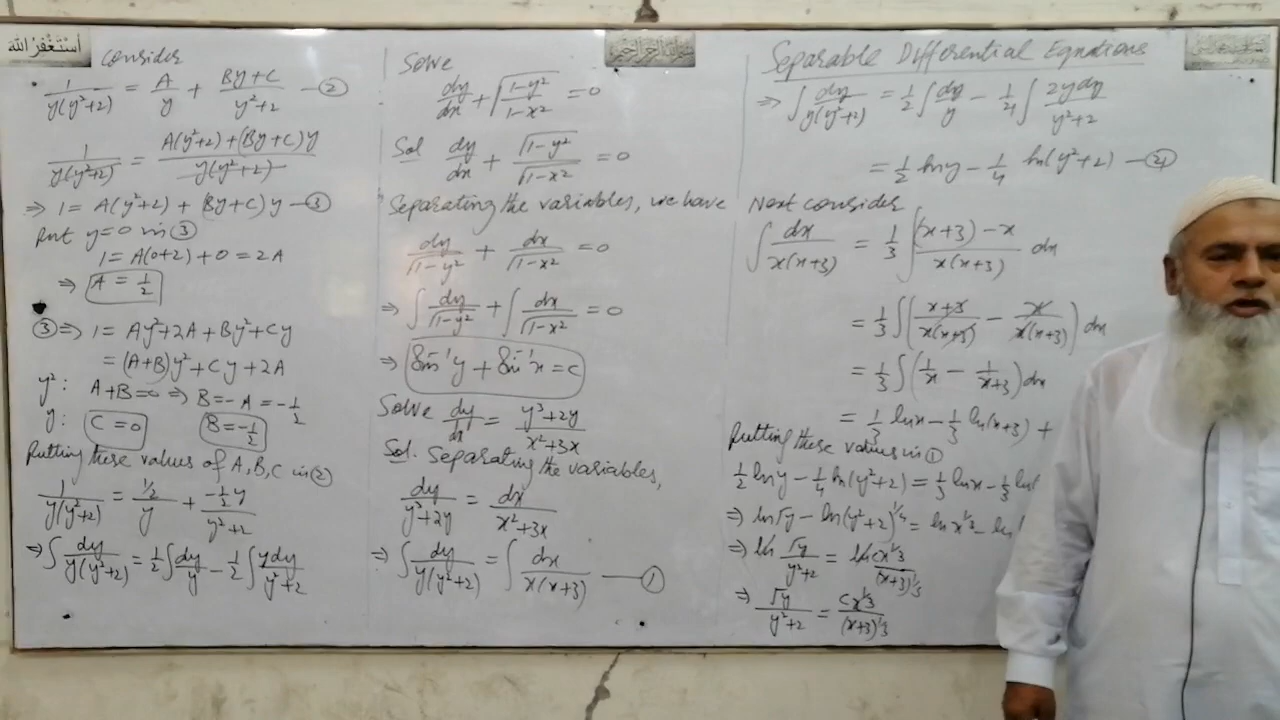 أستغفر الله
Consider
1/(y(y²+2)) = A/y + (By+C)/(y²+2) — ②
1/(y(y²+2)) = (A(y²+2)+(By+C)y)/(y(y²+2))
⇒ 1 = A(y²+2) + (By+C)y — ③
Put y=0 in ③
1 = A(0+2) + 0 = 2A
⇒ A = 1/2
③ ⇒ 1 = Ay²+2A+By²+Cy
= (A+B)y²+Cy+2A
y²: A+B=0 ⇒ B=-A=-1/2
y: C=0 B=-1/2
Putting these values of A,B,C in ②
1/(y(y²+2)) = (1/2)/y + (-1/2 y)/(y²+2)
⇒ ∫ dy/(y(y²+2)) = 1/2 ∫ dy/y - 1/2 ∫ ydy/(y²+2)
Solve
dy/dx + √((1-y²)/(1-x²)) = 0
Sol dy/dx + √(1-y²)/√(1-x²) = 0
Separating the variables, we have
dy/√(1-y²) + dx/√(1-x²) = 0
⇒ ∫ dy/√(1-y²) + ∫ dx/√(1-x²) = 0
⇒ Sin⁻¹y + Sin⁻¹x = c
Solve dy/dx = (y³+2y)/(x²+3x)
Sol. Separating the variables,
dy/(y³+2y) = dx/(x²+3x)
⇒ ∫ dy/(y(y²+2)) = ∫ dx/(x(x+3)) — ①
Separable Differential Equations
⇒ ∫ dy/(y(y²+2)) = 1/2 ∫ dy/y - 1/4 ∫ 2ydy/(y²+2)
= 1/2 ln y - 1/4 ln(y²+2) — ④
Next consider
∫ dx/(x(x+3)) = 1/3 ∫ ((x+3)-x)/(x(x+3)) dx
= 1/3 ∫ ((x+3)/(x(x+3)) - x/(x(x+3))) dx
= 1/3 ∫ (1/x - 1/(x+3)) dx
= 1/3 ln x - 1/3 ln(x+3) +
Putting these values in ①
1/2 ln y - 1/4 ln(y²+2) = 1/3 ln x - 1/3 ln(
⇒ ln √y - ln(y²+2)^1/4 = ln x^1/3 - ln
⇒ ln √y/(y²+2) = ln cx^1/3/(x+3)^1/3
⇒ √y/(y²+2) = cx^1/3/(x+3)^1/3